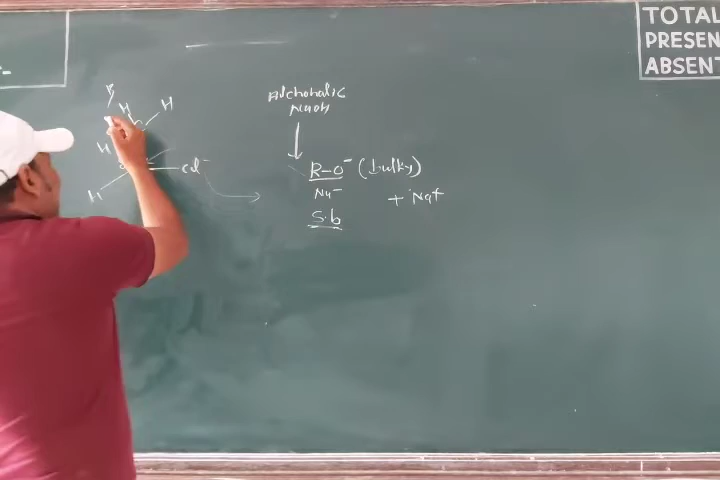 TOTAL
PRESEN
ABSENT
H
H
H
H
Cl
Alchohalic
NaOH
R-O⁻ (bulky)
Nu⁻
+ Na+
S.b